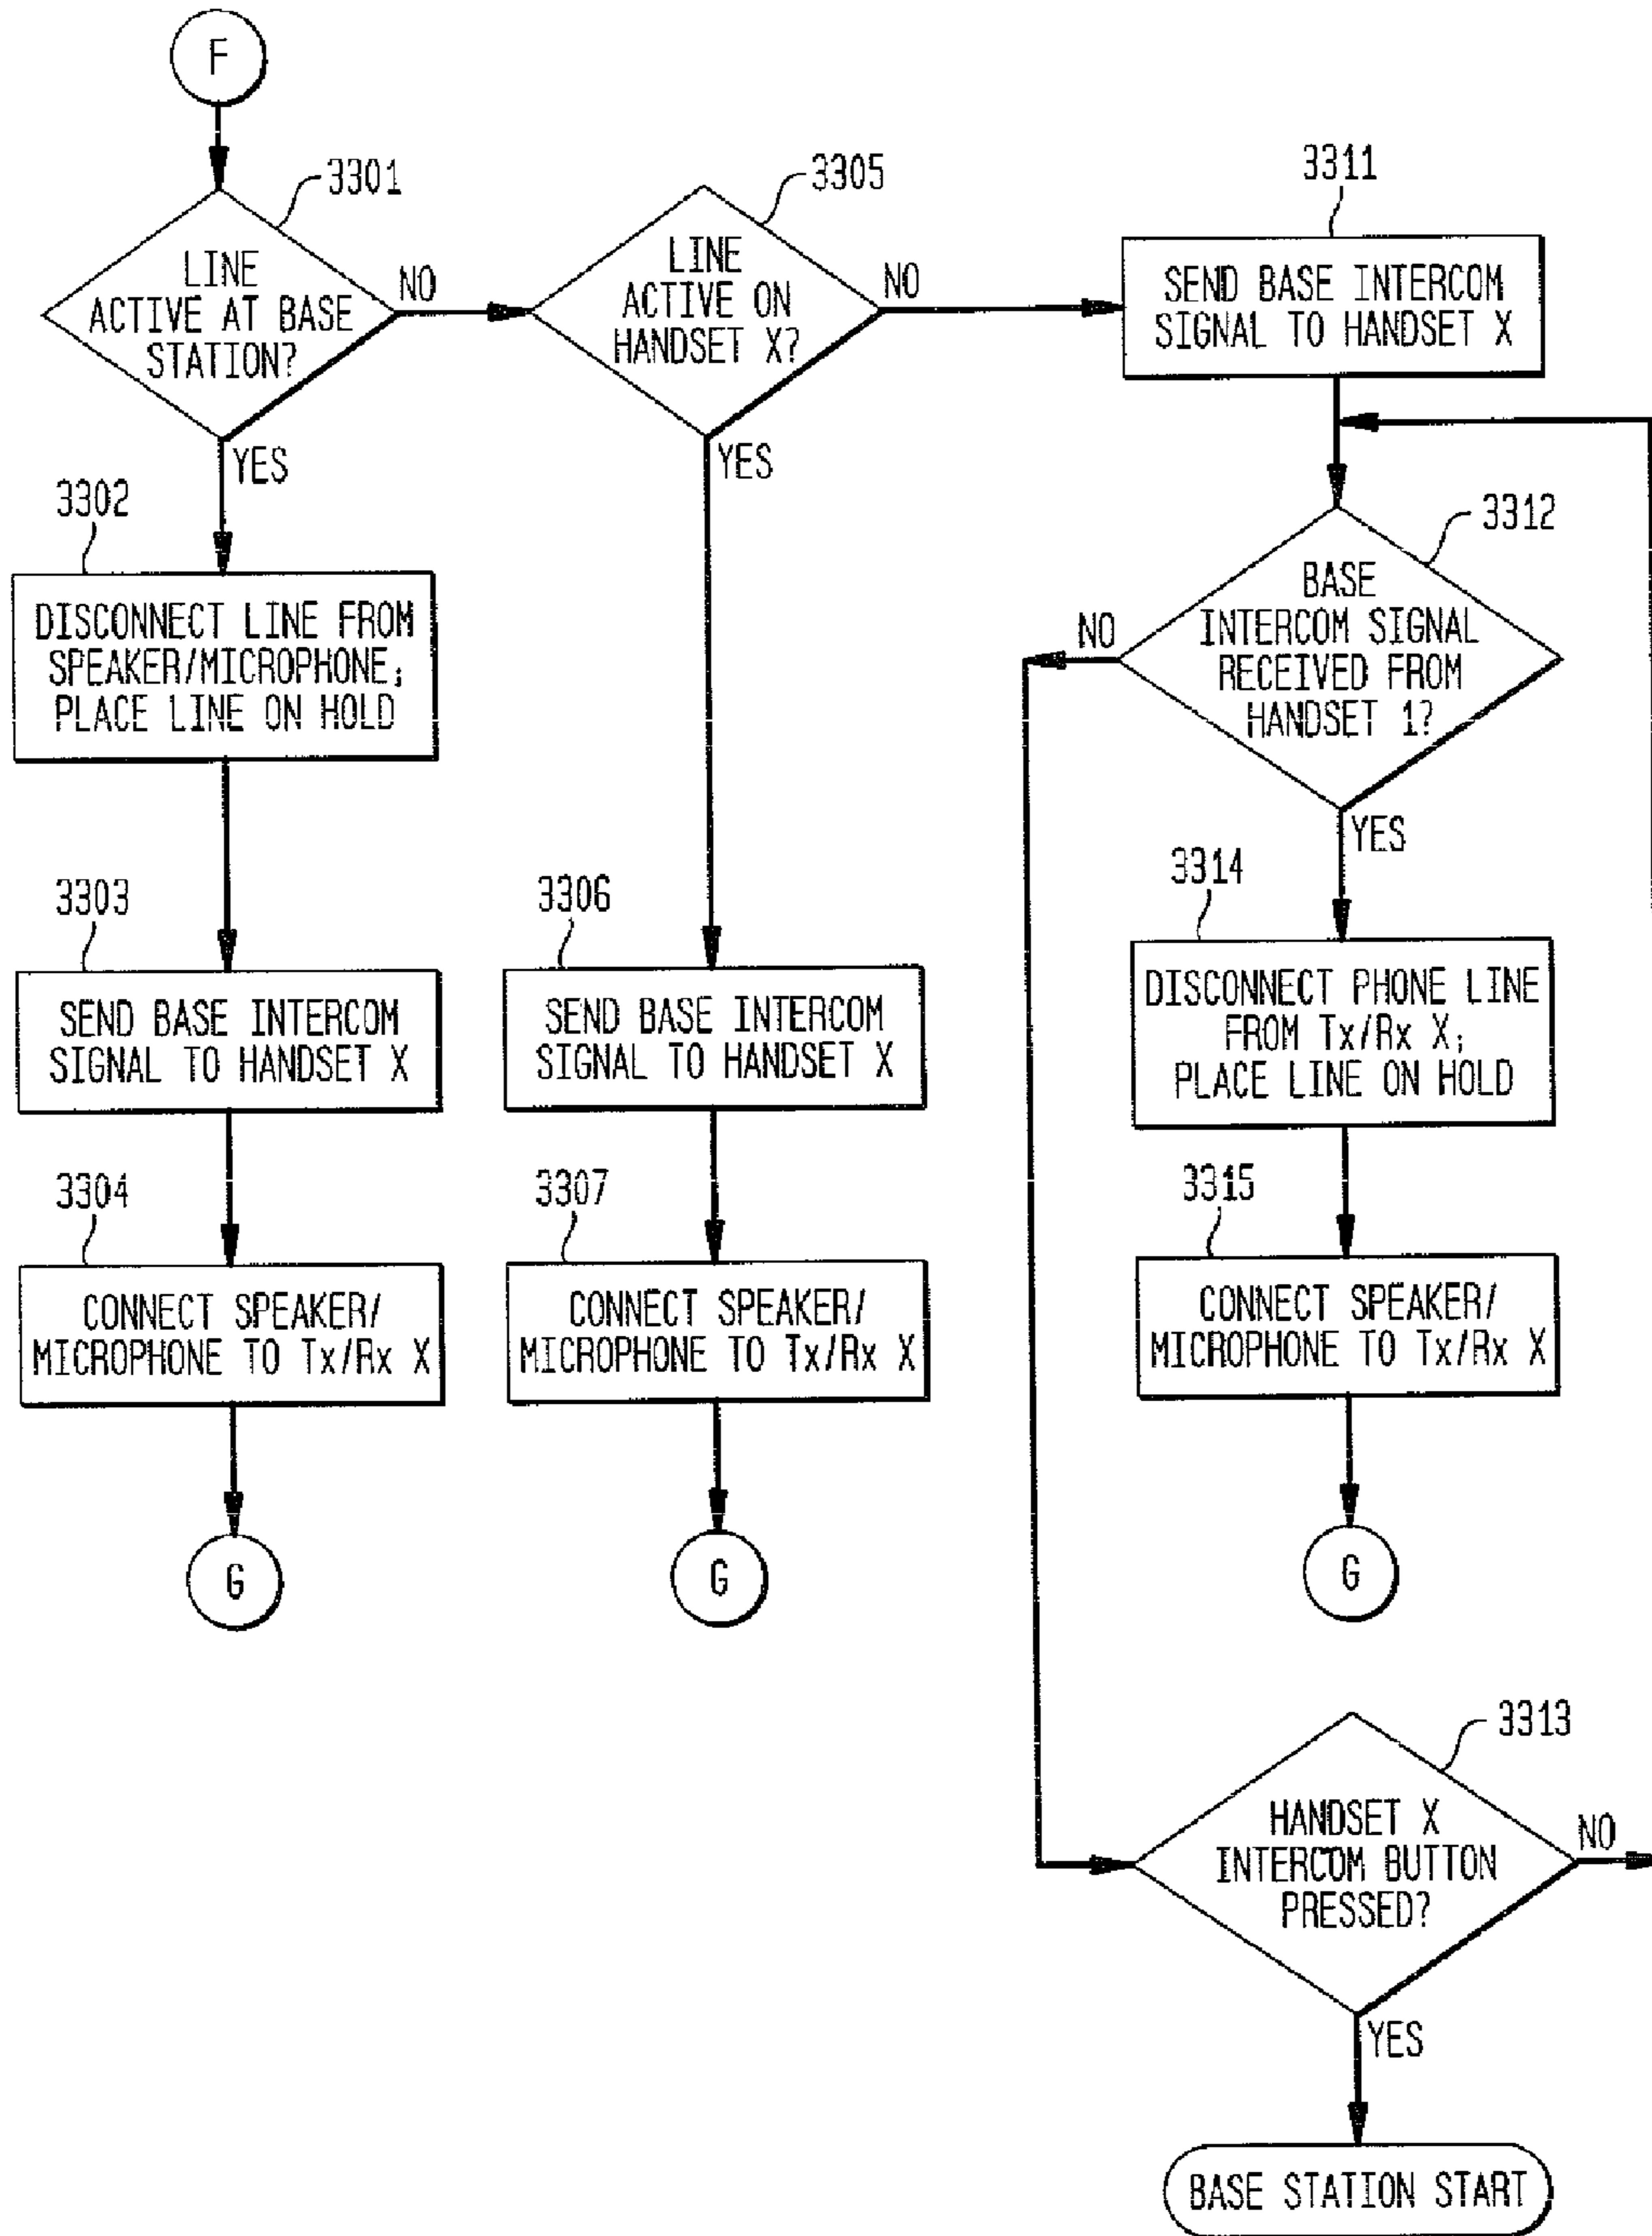 F
3301
LINE
ACTIVE AT BASE
STATION?
NO
YES
3302
DISCONNECT LINE FROM
SPEAKER/MICROPHONE;
PLACE LINE ON HOLD
3303
SEND BASE INTERCOM
SIGNAL TO HANDSET X
3304
CONNECT SPEAKER/
MICROPHONE TO Tx/Rx X
G
3305
LINE
ACTIVE ON
HANDSET X?
NO
YES
3306
SEND BASE INTERCOM
SIGNAL TO HANDSET X
3307
CONNECT SPEAKER/
MICROPHONE TO Tx/Rx X
G
3311
SEND BASE INTERCOM
SIGNAL TO HANDSET X
3312
BASE
INTERCOM SIGNAL
RECEIVED FROM
HANDSET 1?
NO
YES
3314
DISCONNECT PHONE LINE
FROM Tx/Rx X;
PLACE LINE ON HOLD
3315
CONNECT SPEAKER/
MICROPHONE TO Tx/Rx X
G
3313
HANDSET X
INTERCOM BUTTON
PRESSED?
NO
YES
BASE STATION START